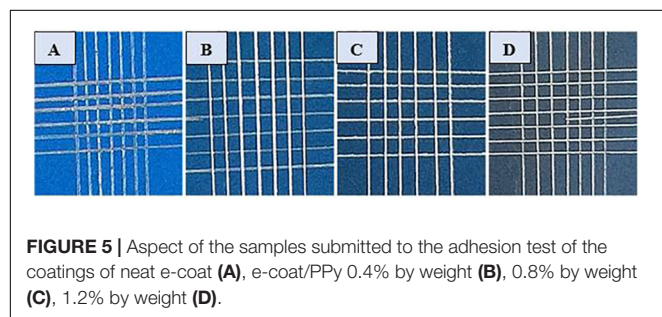 A B C D
FIGURE 5 | Aspect of the samples submitted to the adhesion test of the
coatings of neat e-coat (A), e-coat/PPy 0.4% by weight (B), 0.8% by weight
(C), 1.2% by weight (D).